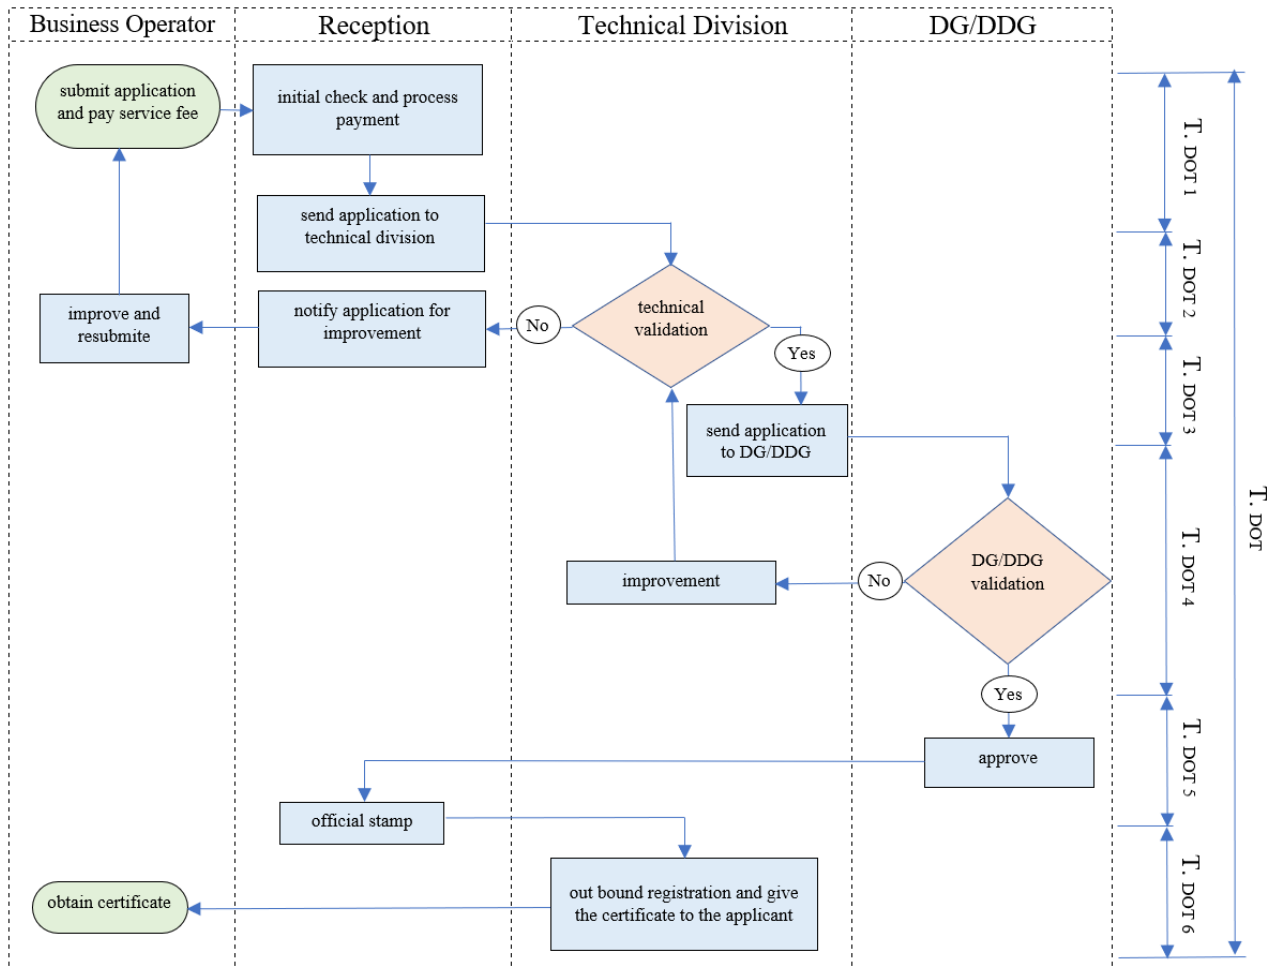 Business Operator
Reception
Technical Division
DG/DDG
submit application
and pay service fee
initial check and process
payment
send application to
technical division
improve and
resubmite
notify application for
improvement
No
technical
validation
Yes
send application
to DG/DDG
improvement
No
DG/DDG
validation
Yes
approve
official stamp
out bound registration and give
the certificate to the applicant
obtain certificate
T. DOT 1
T. DOT 2
T. DOT 3
T. DOT 4
T. DOT 5
T. DOT 6
T. DOT